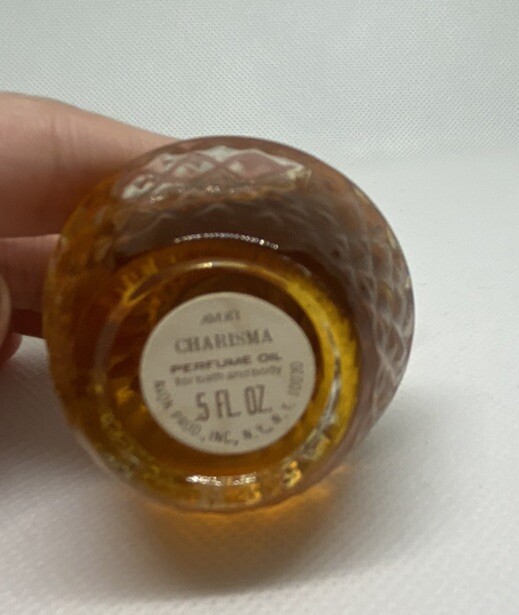 AVON
CHARISMA
PERFUME OIL
for bath and body
.5 FL. OZ.
AVON PROD., INC., N.Y., N.Y. 10020